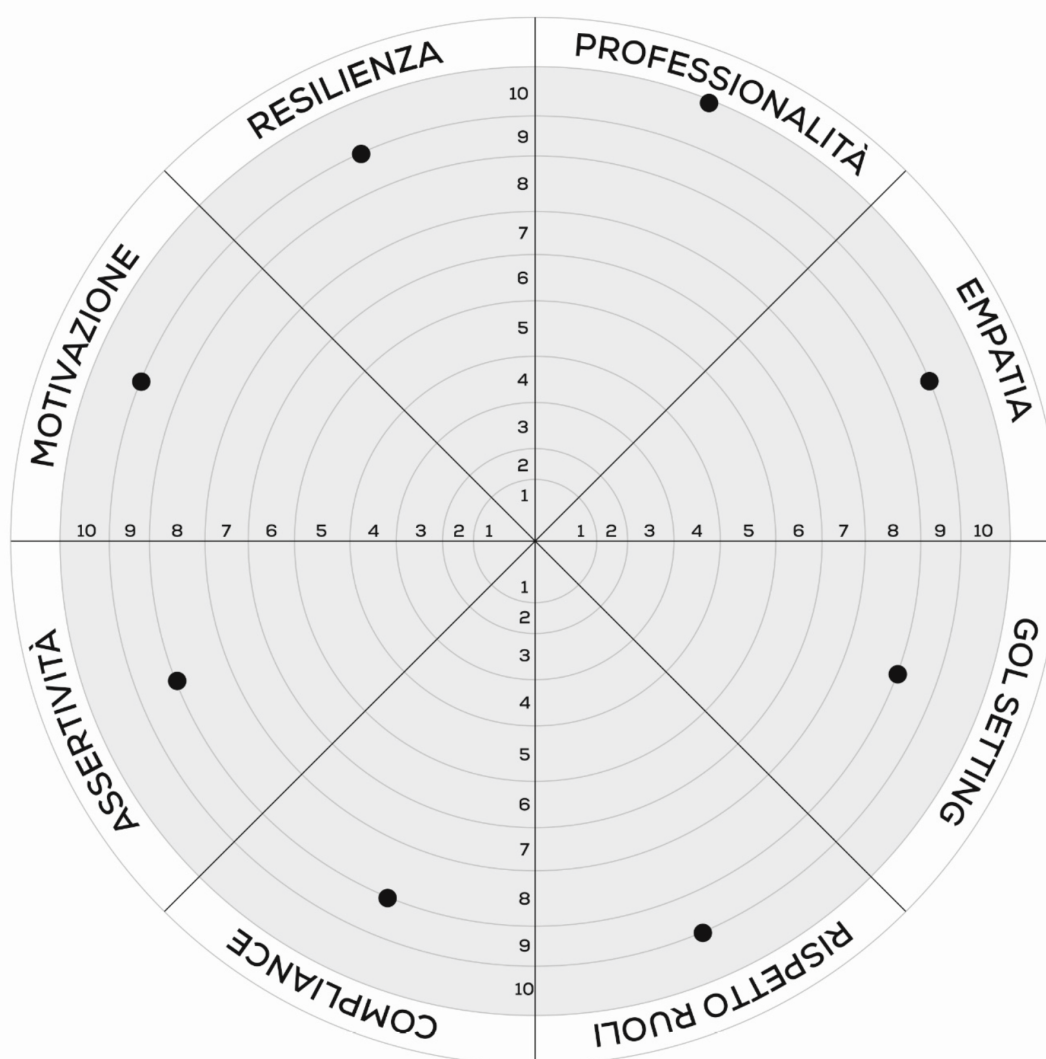 RESILIENZA
PROFESSIONALITÀ
MOTIVAZIONE
EMPATIA
10
9
8
7
6
5
4
3
2
1
10 9 8 7 6 5 4 3 2 1 1 2 3 4 5 6 7 8 9 10
1
2
3
4
5
6
7
8
9
10
ASSERTIVITÀ
GOL SETTING
COMPLIANCE
RISPETTO RUOLI